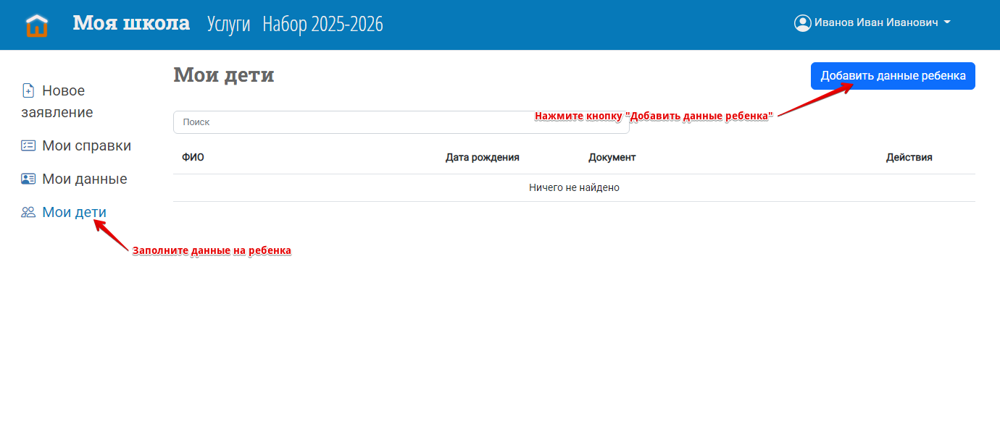 Моя школа Услуги Набор 2025-2026 Иванов Иван Иванович
Новое
заявление
Мои справки
Мои данные
Мои дети
Заполните данные на ребенка
Мои дети
Добавить данные ребенка
Нажмите кнопку "Добавить данные ребенка"
Поиск
ФИО Дата рождения Документ Действия
Ничего не найдено